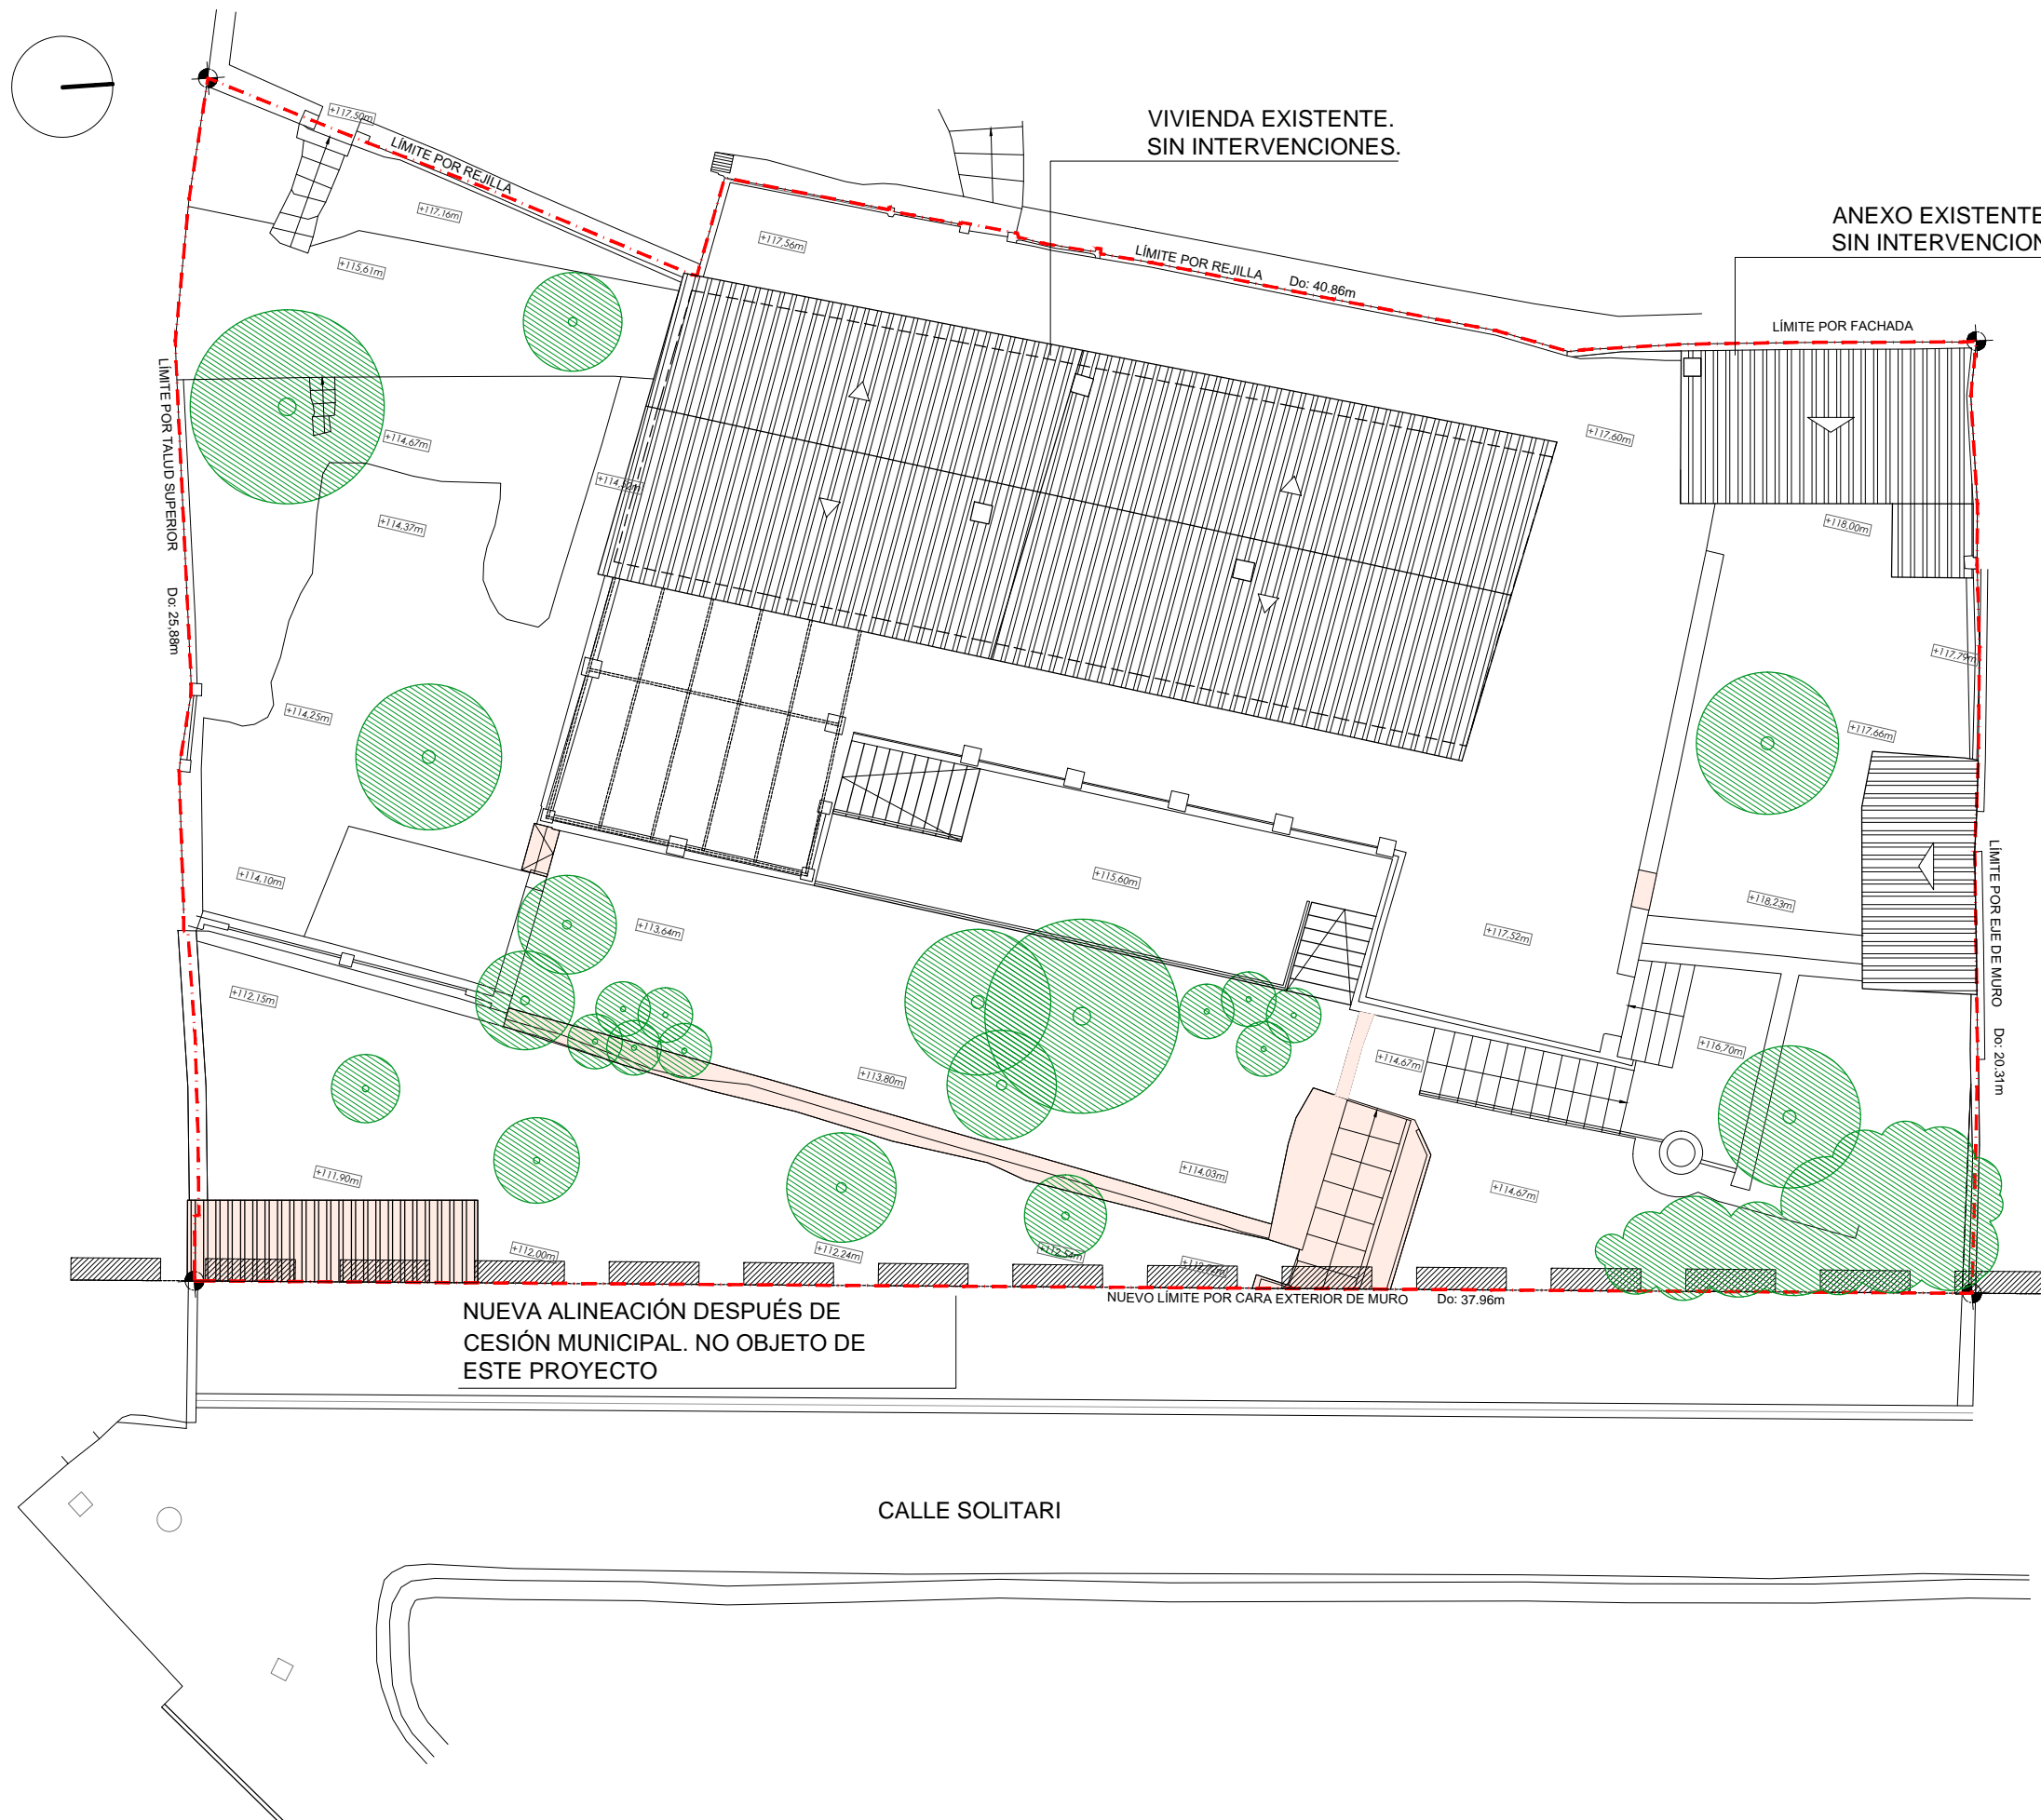 VIVIENDA EXISTENTE.
SIN INTERVENCIONES.
ANEXO EXISTENTE
SIN INTERVENCION
+117,50m
LÍMITE POR REJILLA
+117,16m
+117,56m
LÍMITE POR REJILLA Do: 40.86m
+115,61m
LÍMITE POR FACHADA
LÍMITE POR TALUD SUPERIOR Do: 25,88m
+114,67m
+117,60m
+114,37m
+118,00m
+117,79m
+114,25m
+117,66m
+114,10m
+115,60m
+118,23m
+113,64m
+117,52m
LÍMITE POR EJE DE MURO Do: 20.31m
+112,15m
+113,80m
+114,67m
+116,70m
+111,90m
+114,03m
+114,67m
+112,00m
+112,24m
+112,54m
NUEVO LÍMITE POR CARA EXTERIOR DE MURO Do: 37.96m
NUEVA ALINEACIÓN DESPUÉS DE
CESIÓN MUNICIPAL. NO OBJETO DE
ESTE PROYECTO
CALLE SOLITARI